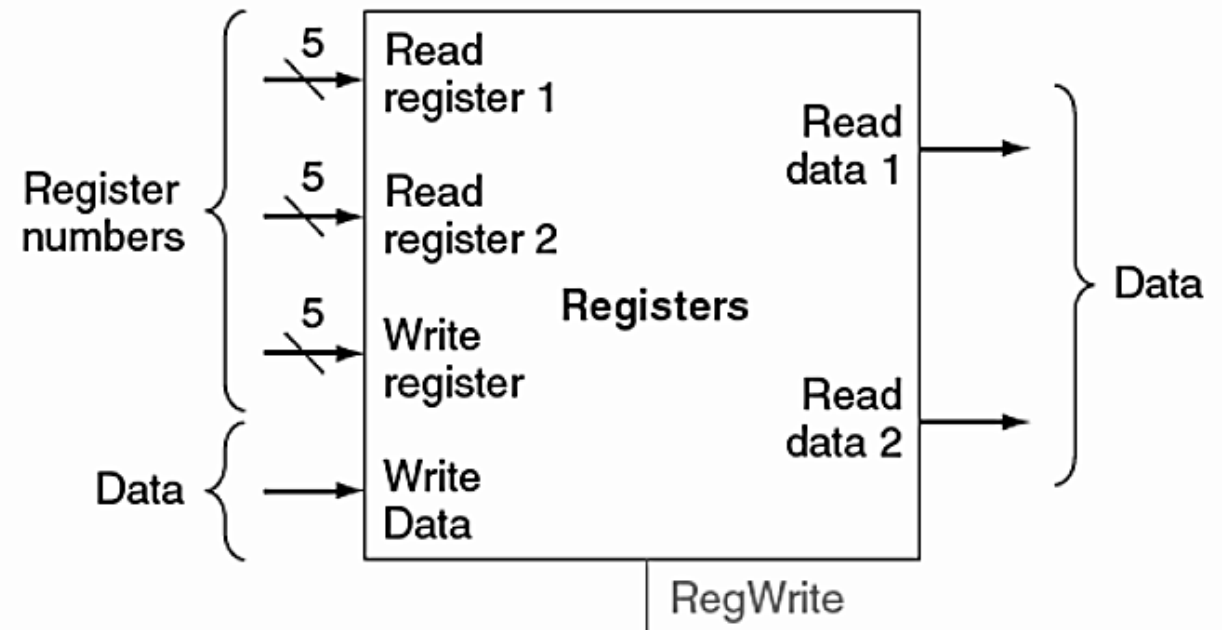 5
Read
register 1
5
Read
register 2
5
Write
register
Write
Data
Register
numbers
Data
Registers
Read
data 1
Read
data 2
Data
RegWrite